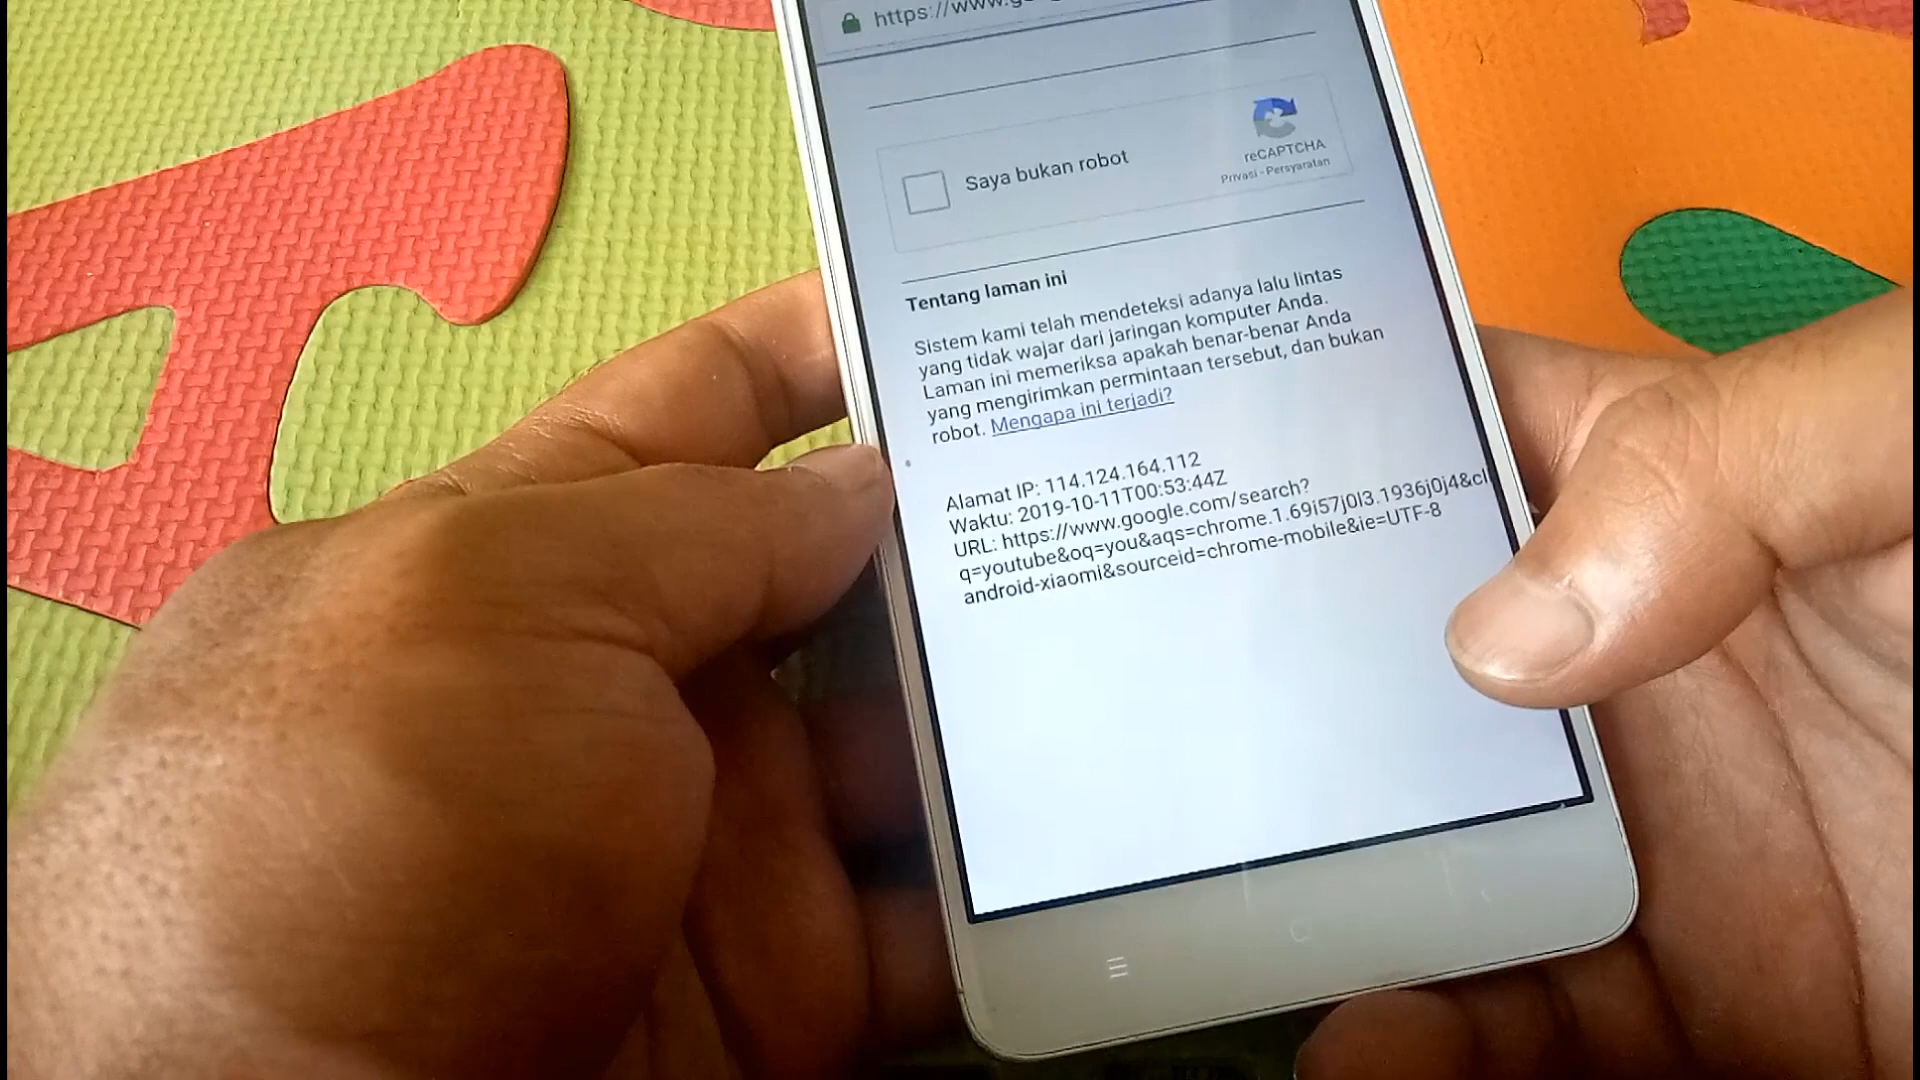 https://www.go
Saya bukan robot
reCAPTCHA
Privasi - Persyaratan
Tentang laman ini
Sistem kami telah mendeteksi adanya lalu lintas
yang tidak wajar dari jaringan komputer Anda.
Laman ini memeriksa apakah benar-benar Anda
yang mengirimkan permintaan tersebut, dan bukan
robot. Mengapa ini terjadi?
Alamat IP: 114.124.164.112
Waktu: 2019-10-11T00:53:44Z
URL: https://www.google.com/search?
q=youtube&oq=you&aqs=chrome.1.69i57j0l3.1936j0j4&cl
android-xiaomi&sourceid=chrome-mobile&ie=UTF-8